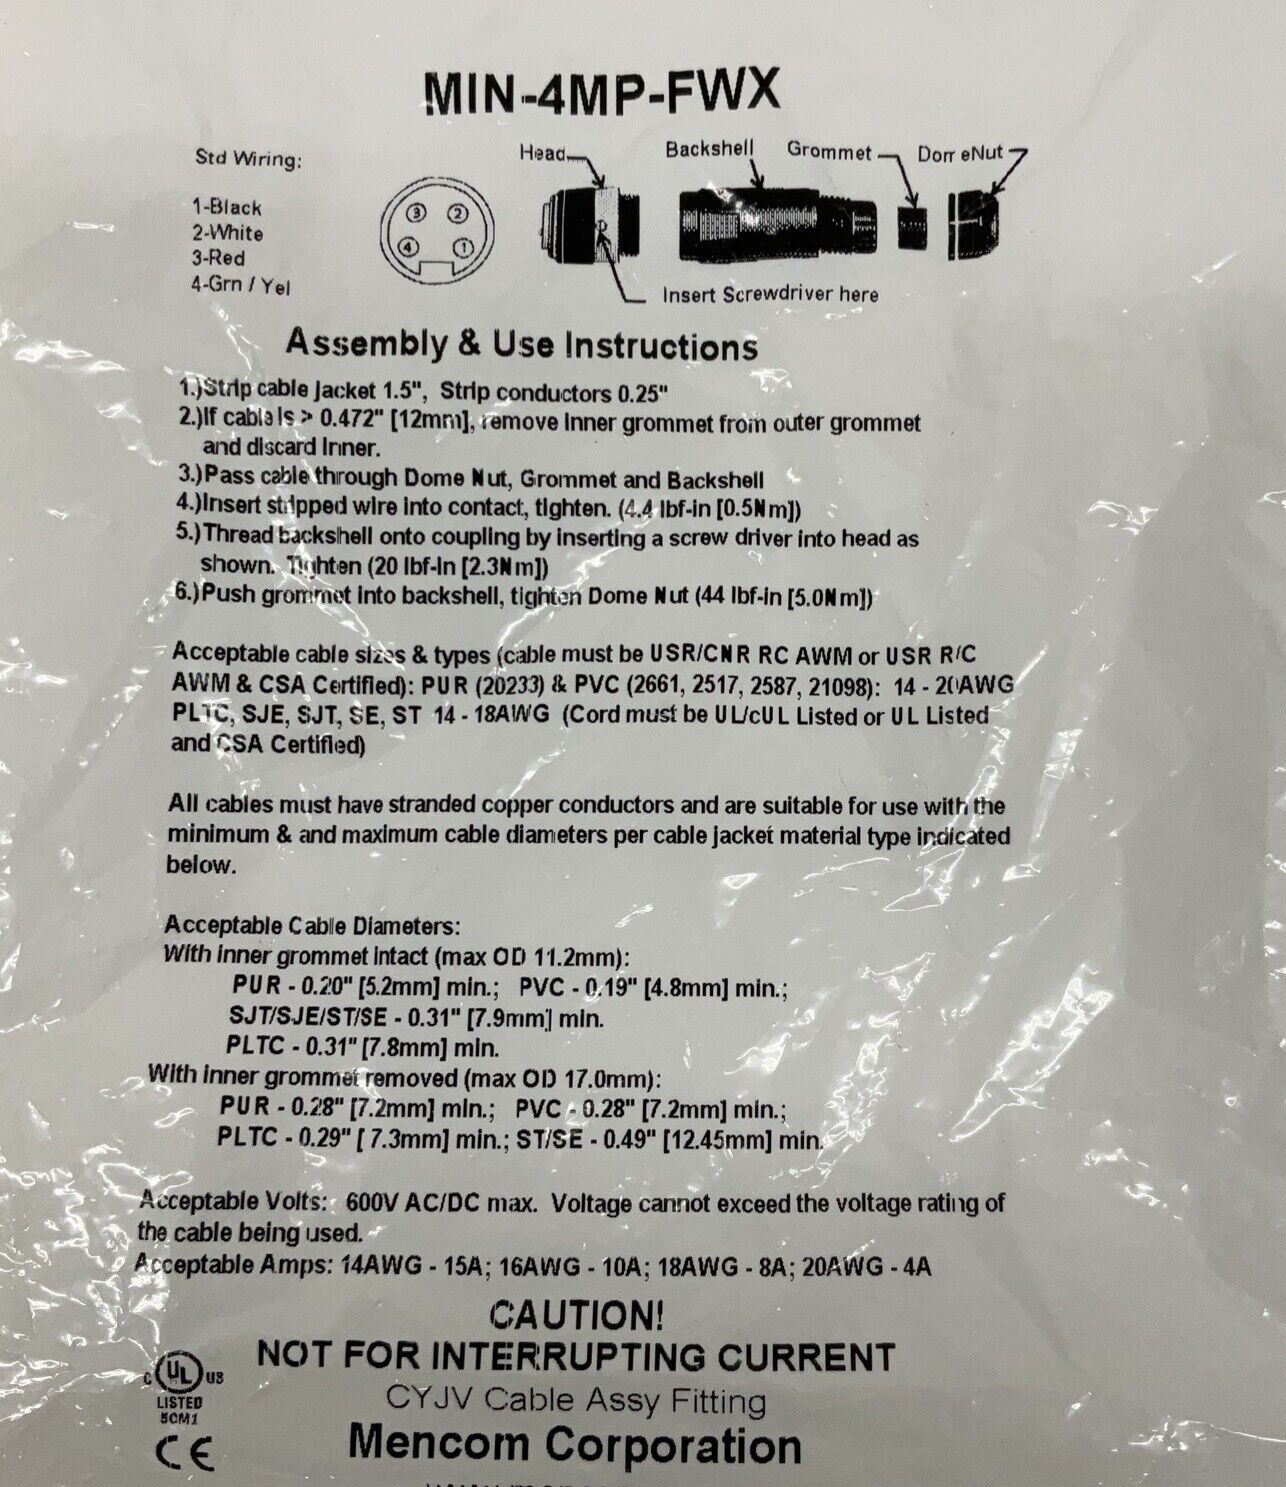 MIN-4MP-FWX
Std Wiring:
1-Black
2-White
3-Red
4-Grn / Yel
3 2
4 1
Head
Backshell
Grommet
Dorr eNut
Insert Screwdriver here
Assembly & Use Instructions
1.)Strip cable jacket 1.5", Strip conductors 0.25"
2.)If cable is > 0.472" [12mm], remove inner grommet from outer grommet
and discard inner.
3.)Pass cable through Dome Nut, Grommet and Backshell
4.)Insert stripped wire into contact, tighten. (4.4 lbf-in [0.5Nm])
5.)Thread backshell onto coupling by inserting a screw driver into head as
shown. Tighten (20 lbf-in [2.3Nm])
6.)Push grommet into backshell, tighten Dome Nut (44 lbf-in [5.0Nm])
Acceptable cable sizes & types (cable must be USR/CNR RC AWM or USR R/C
AWM & CSA Certified): PUR (20233) & PVC (2661, 2517, 2587, 21098): 14 - 20AWG
PLTC, SJE, SJT, SE, ST 14 - 18AWG (Cord must be UL/cUL Listed or UL Listed
and CSA Certified)
All cables must have stranded copper conductors and are suitable for use with the
minimum & and maximum cable diameters per cable jacket material type indicated
below.
Acceptable Cable Diameters:
With inner grommet intact (max OD 11.2mm):
PUR - 0.20" [5.2mm] min.; PVC - 0.19" [4.8mm] min.;
SJT/SJE/ST/SE - 0.31" [7.9mm] min.
PLTC - 0.31" [7.8mm] min.
With inner grommet removed (max OD 17.0mm):
PUR - 0.28" [7.2mm] min.; PVC - 0.28" [7.2mm] min.;
PLTC - 0.29" [ 7.3mm] min.; ST/SE - 0.49" [12.45mm] min.
Acceptable Volts: 600V AC/DC max. Voltage cannot exceed the voltage rating of
the cable being used.
Acceptable Amps: 14AWG - 15A; 16AWG - 10A; 18AWG - 8A; 20AWG - 4A
CAUTION!
NOT FOR INTERRUPTING CURRENT
CYJV Cable Assy Fitting
Mencom Corporation
C UL US
LISTED
5CM1
CE